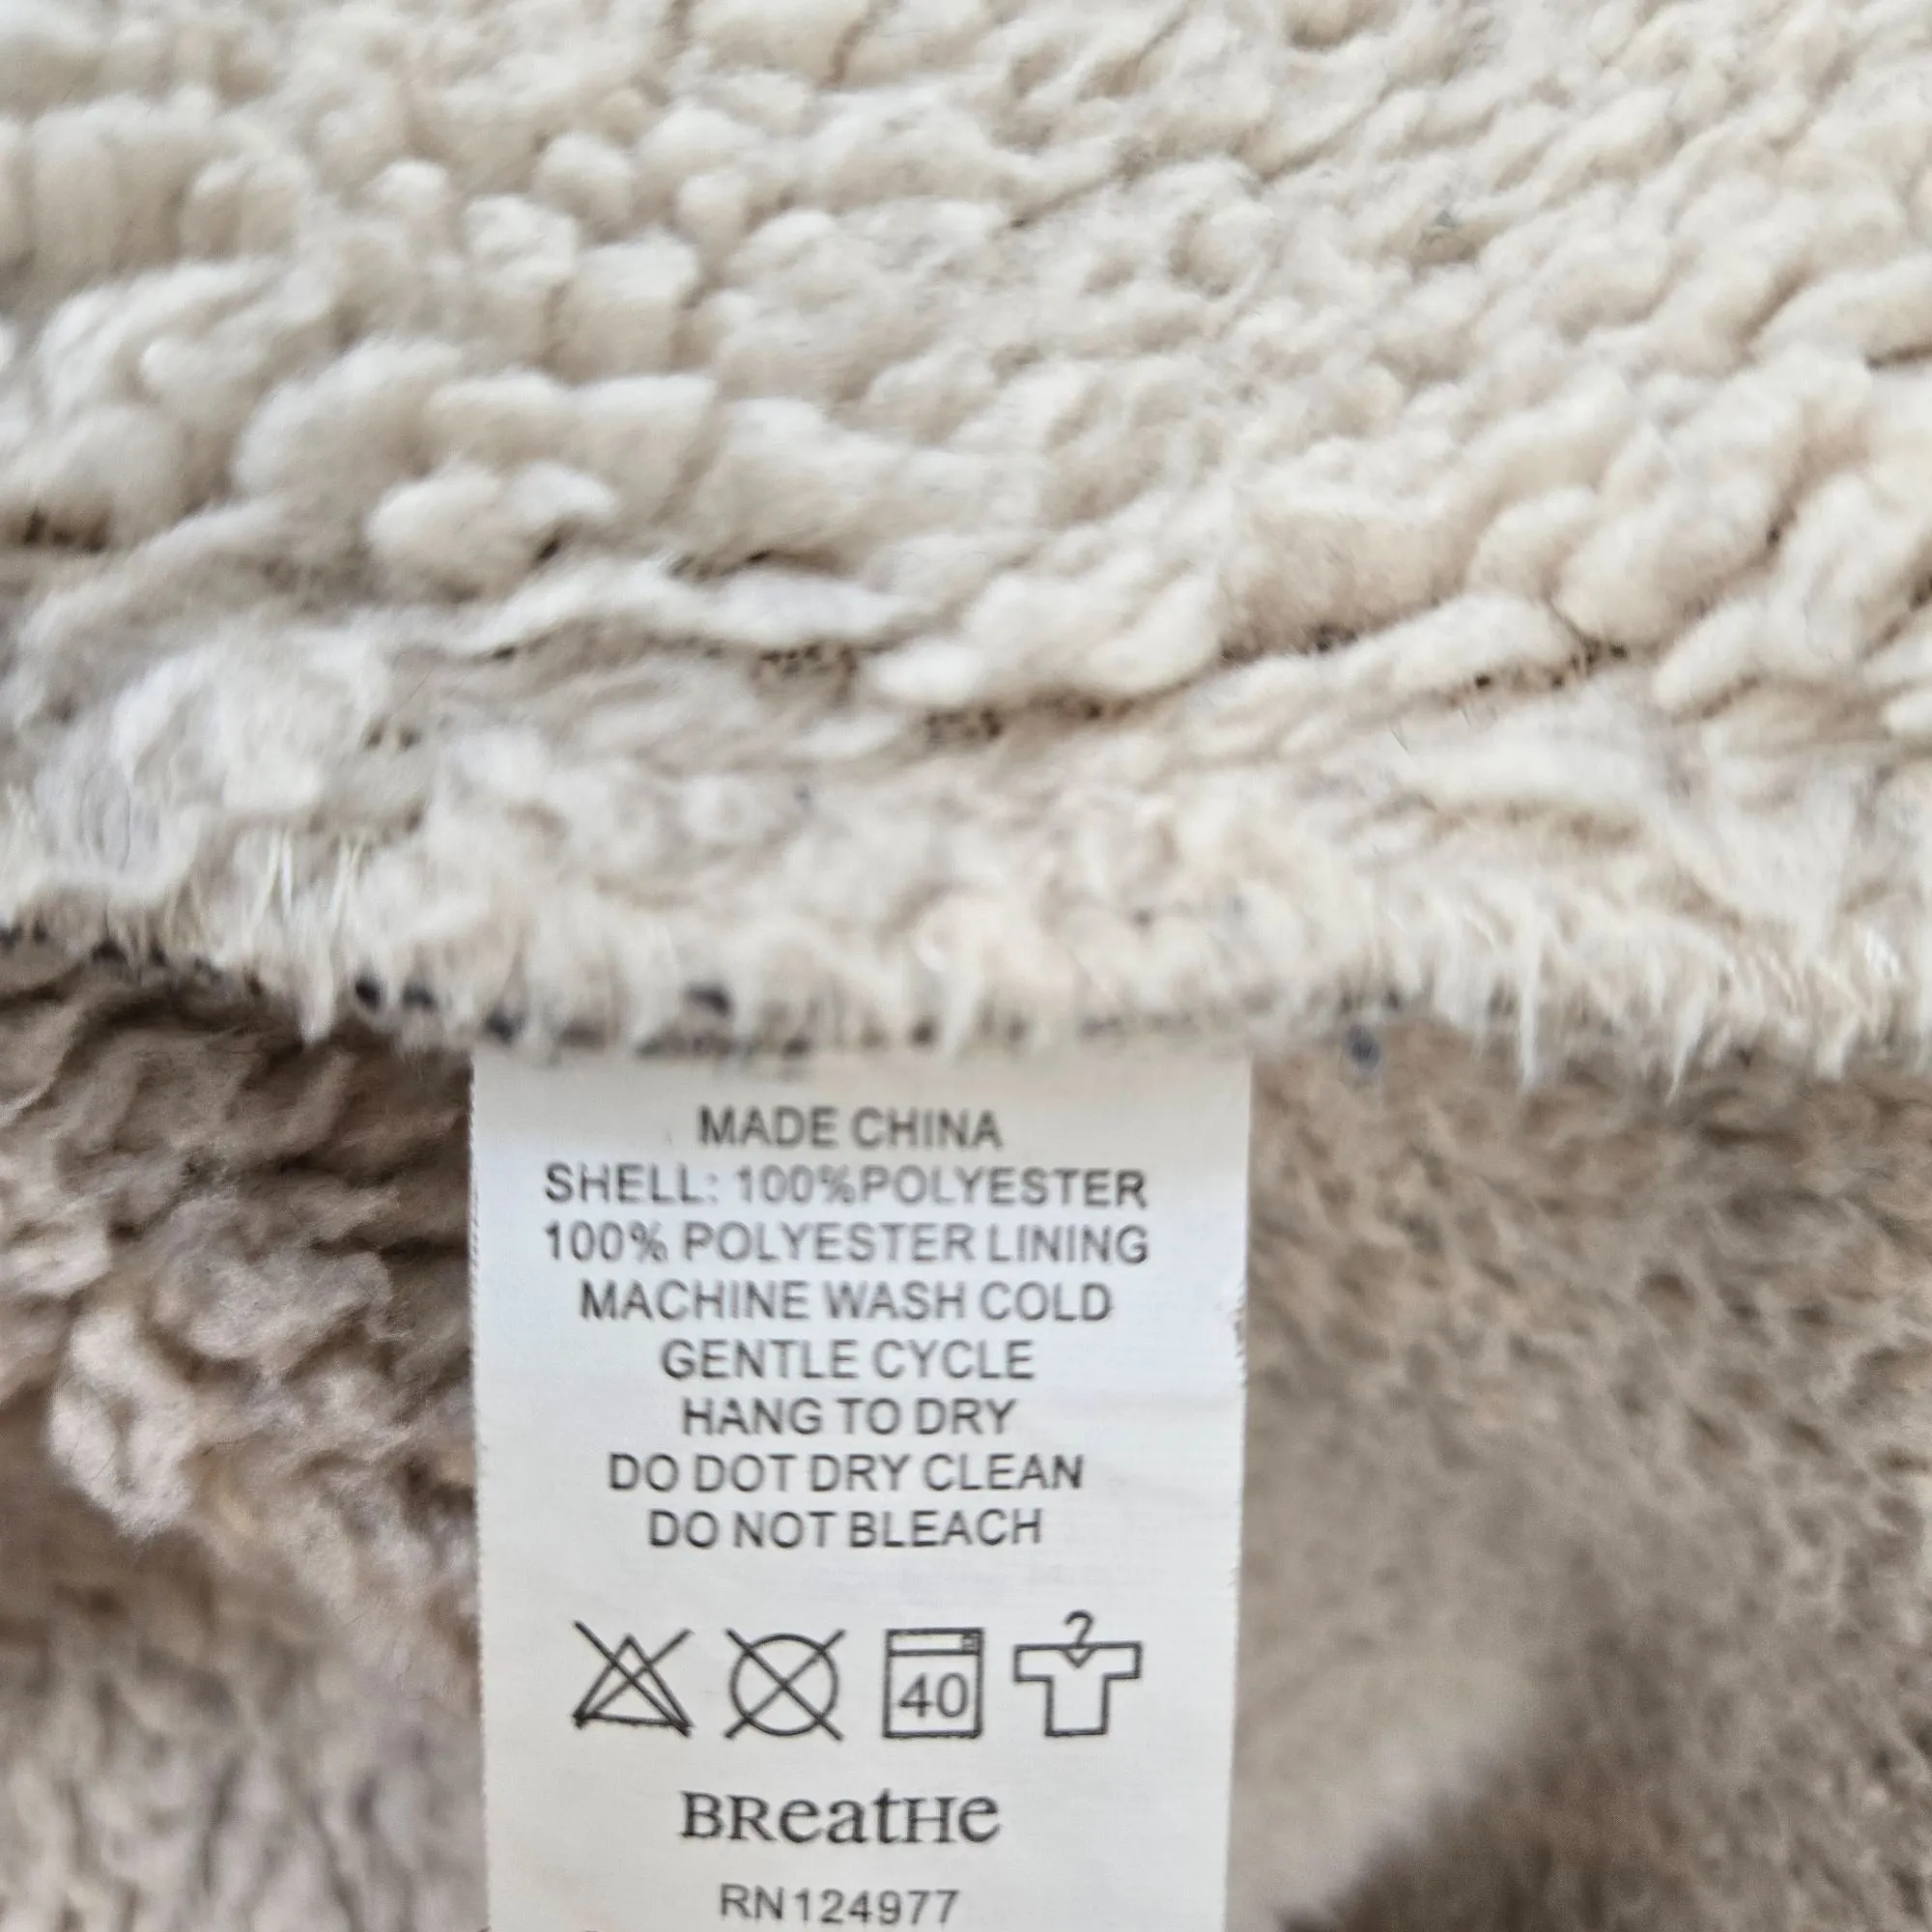 MADE CHINA
SHELL: 100%POLYESTER
100% POLYESTER LINING
MACHINE WASH COLD
GENTLE CYCLE
HANG TO DRY
DO DOT DRY CLEAN
DO NOT BLEACH
40
BReatHe
RN124977